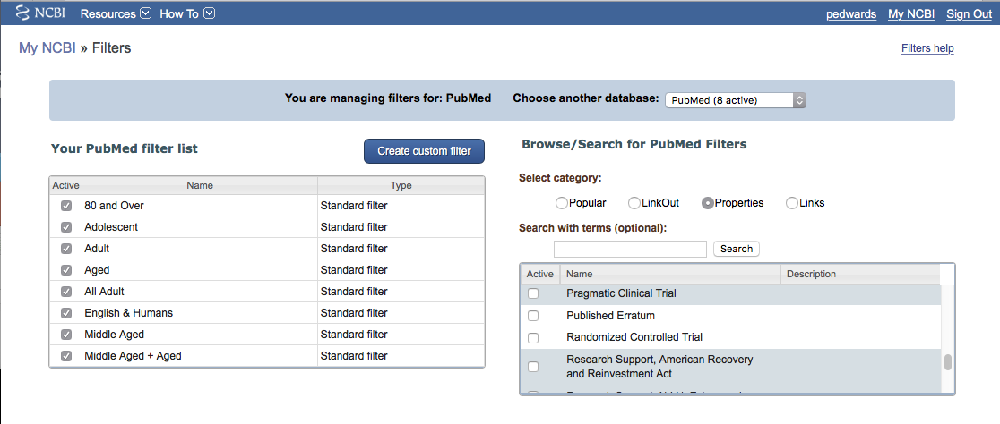 NCBI Resources How To pedwards My NCBI Sign Out
My NCBI » Filters Filters help
You are managing filters for: PubMed Choose another database: PubMed (8 active)
Your PubMed filter list Create custom filter
Active Name Type
80 and Over Standard filter
Adolescent Standard filter
Adult Standard filter
Aged Standard filter
All Adult Standard filter
English & Humans Standard filter
Middle Aged Standard filter
Middle Aged + Aged Standard filter
Browse/Search for PubMed Filters
Select category:
Popular LinkOut Properties Links
Search with terms (optional):
Search
Active Name Description
Pragmatic Clinical Trial
Published Erratum
Randomized Controlled Trial
Research Support, American Recovery
and Reinvestment Act